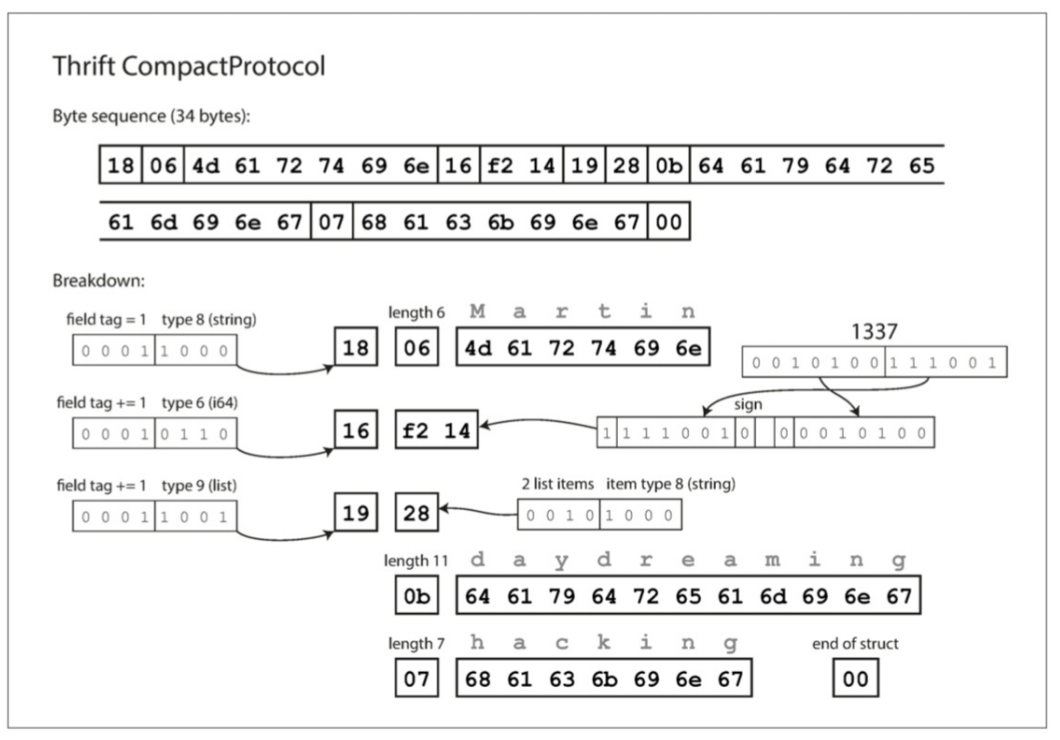 Thrift CompactProtocol
Byte sequence (34 bytes):
18 06 4d 61 72 74 69 6e 16 f2 14 19 28 0b 64 61 79 64 72 65
61 6d 69 6e 67 07 68 61 63 6b 69 6e 67 00
Breakdown:
field tag = 1 type 8 (string) length 6 M a r t i n
0 0 0 1 1 0 0 0 18 06 4d 61 72 74 69 6e
1337
0 0 1 0 1 0 0 1 1 1 0 0 1
field tag += 1 type 6 (i64) sign
0 0 0 1 0 1 1 0 16 f2 14 1 1 1 1 0 0 1 0 0 0 0 1 0 1 0 0
field tag += 1 type 9 (list) 2 list items item type 8 (string)
0 0 0 1 1 0 0 1 19 28 0 0 1 0 1 0 0 0
length 11 d a y d r e a m i n g
0b 64 61 79 64 72 65 61 6d 69 6e 67
length 7 h a c k i n g end of struct
07 68 61 63 6b 69 6e 67 00